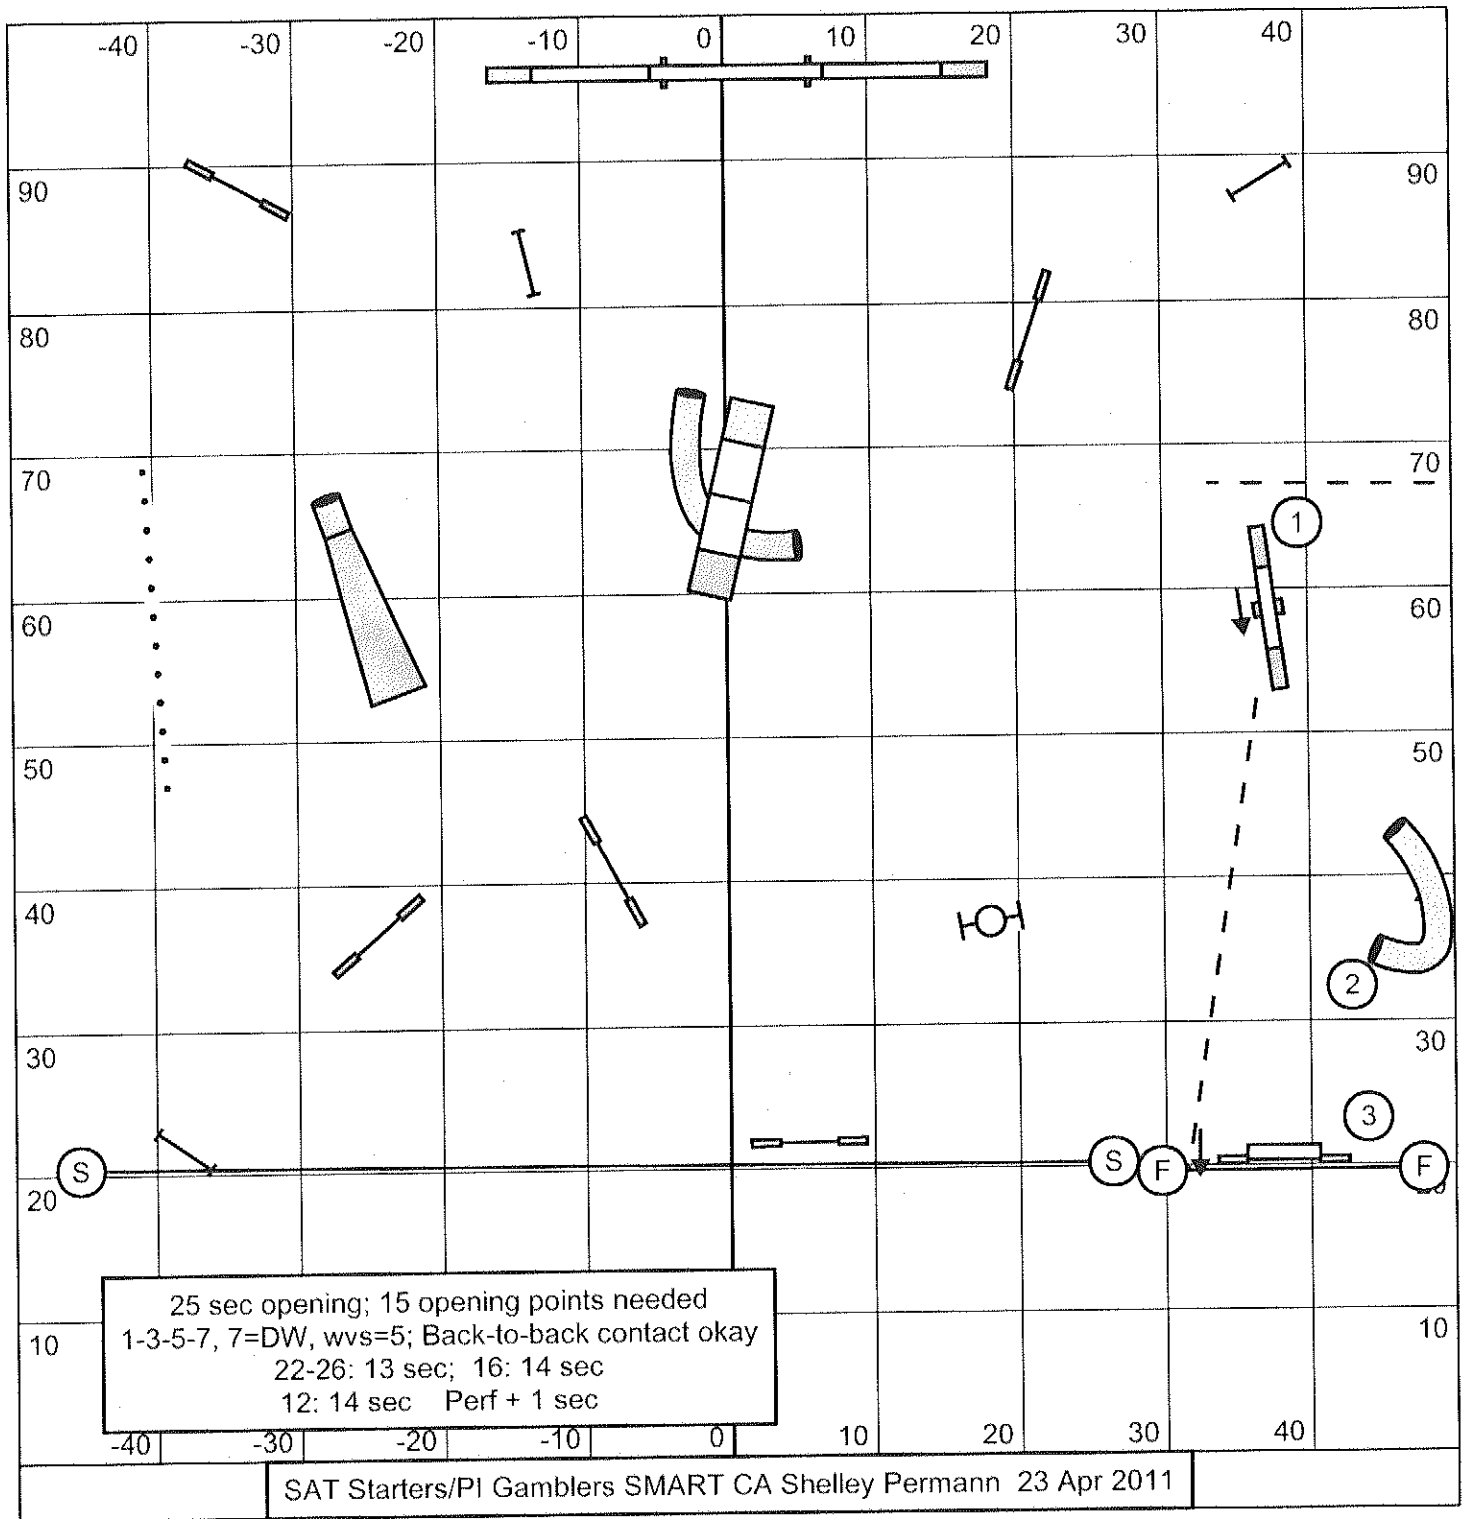 -40 -30 -20 -10 0 10 20 30 40
90 90
80 80
70 70
1
60 60
50 50
40
2
30 30
3
S S F F
20
25 sec opening; 15 opening points needed
1-3-5-7, 7=DW, wvs=5; Back-to-back contact okay
22-26: 13 sec; 16: 14 sec
12: 14 sec Perf + 1 sec
10 10
-40 -30 -20 -10 0 10 20 30 40
SAT Starters/PI Gamblers SMART CA Shelley Permann 23 Apr 2011